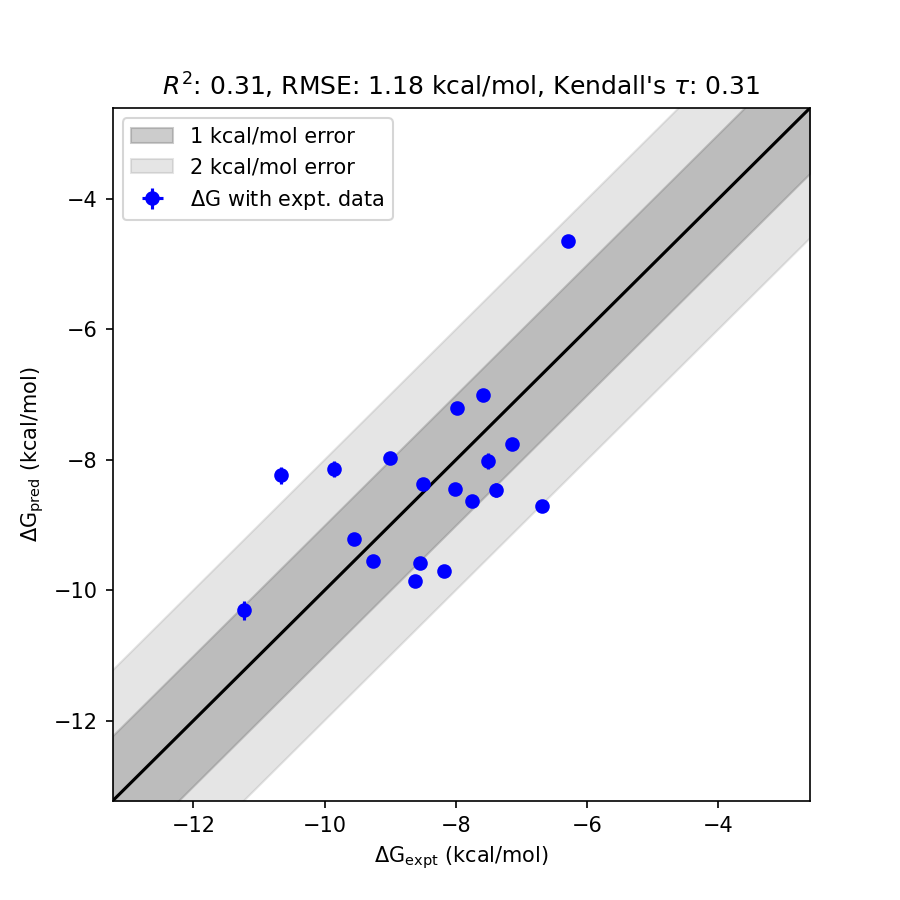 R²: 0.31, RMSE: 1.18 kcal/mol, Kendall's τ: 0.31
1 kcal/mol error
2 kcal/mol error
ΔG with expt. data
−4
−6
−8
−10
−12
ΔGpred (kcal/mol)
−12 −10 −8 −6 −4
ΔGexpt (kcal/mol)